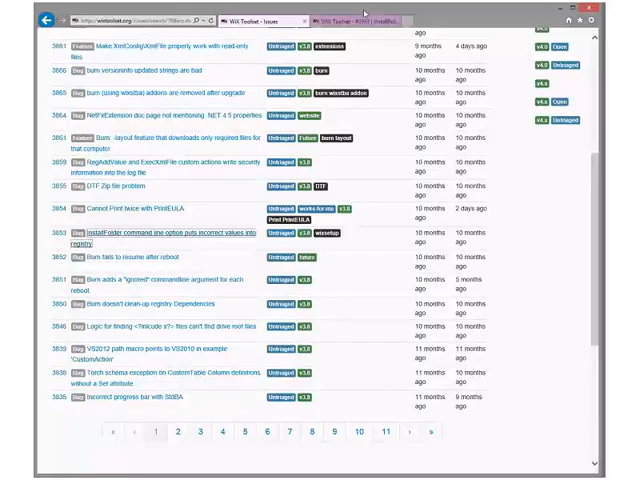 WiX Toolset - Issues
3881 Feature Make XmlConfig\XmlFile properly work with read-only files Untriaged v3.8 extensions 9 months ago 4 days ago
3866 Bug burn versioninfo updated strings are bad Untriaged v3.8 burn 10 months ago 10 months ago
3865 Bug burn (using wixstba) addons are removed after upgrade Untriaged v3.8 burn wixstba addon 10 months ago 10 months ago
3864 Bug NetFxExtension doc page not mentioning .NET 4.5 properties Untriaged website 10 months ago 10 months ago
3861 Feature Burn: -layout feature that downloads only required files for that computer Untriaged Future burn layout 10 months ago 10 months ago
3859 Bug RegAddValue and ExecXmlFile custom actions write security information into the log file Untriaged v3.8 10 months ago 10 months ago
3855 Bug DTF Zip file problem Untriaged v3.8 DTF 10 months ago 10 months ago
3854 Bug Cannot Print twice with PrintEULA Untriaged works-for-me v3.8 Print PrintEULA 10 months ago 2 days ago
3853 Bug InstallFolder command line option puts incorrect values into registry Untriaged v3.8 wixsetup 10 months ago 10 months ago
3852 Bug Burn fails to resume after reboot Untriaged future 10 months ago 10 months ago
3851 Bug Burn adds a "ignored" commandline argument for each reboot. Untriaged v3.8 10 months ago 5 months ago
3850 Bug Burn doesn't clean-up registry Dependencies Untriaged v3.8 10 months ago 10 months ago
3846 Bug Logic for finding <?include x?> files can't find drive root files Untriaged v3.8 10 months ago 10 months ago
3839 Bug VS2012 path macro points to VS2010 in example 'CustomAction' Untriaged v3.8 11 months ago 11 months ago
3838 Bug Torch schema exception on CustomTable Column definitions without a Set attribute Untriaged v3.8 10 months ago 10 months ago
3835 Bug Incorrect progress bar with StdBA Untriaged v3.8 11 months ago 9 months ago
v4.0 Open
v4.0 Untriaged
v4.x
v4.x Open
v4.x Untriaged
« ‹ 1 2 3 4 5 6 7 8 9 10 11 › »